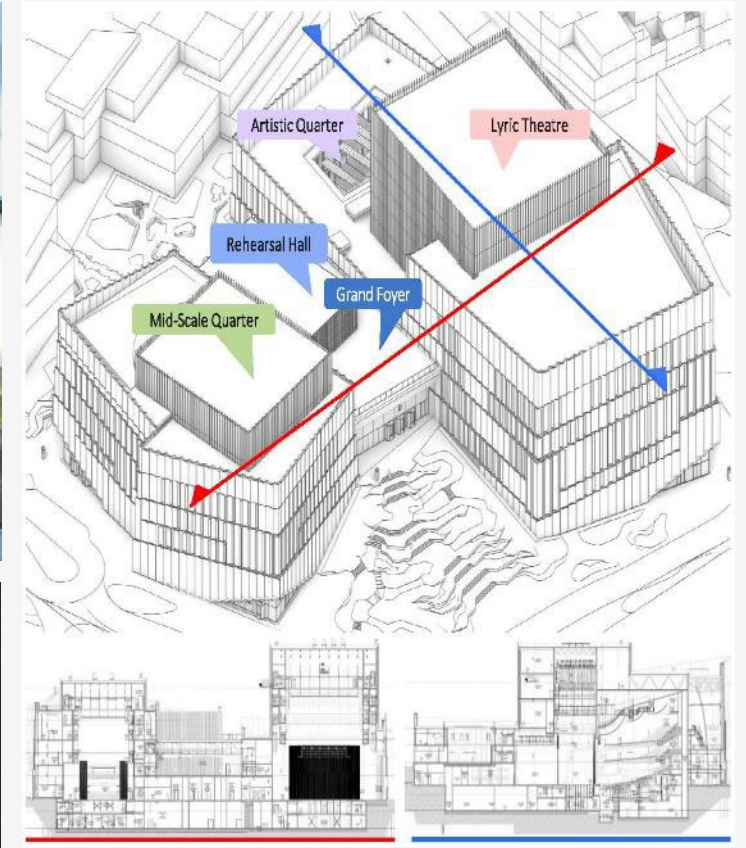 Artistic Quarter
Lyric Theatre
Rehearsal Hall
Grand Foyer
Mid-Scale Quarter